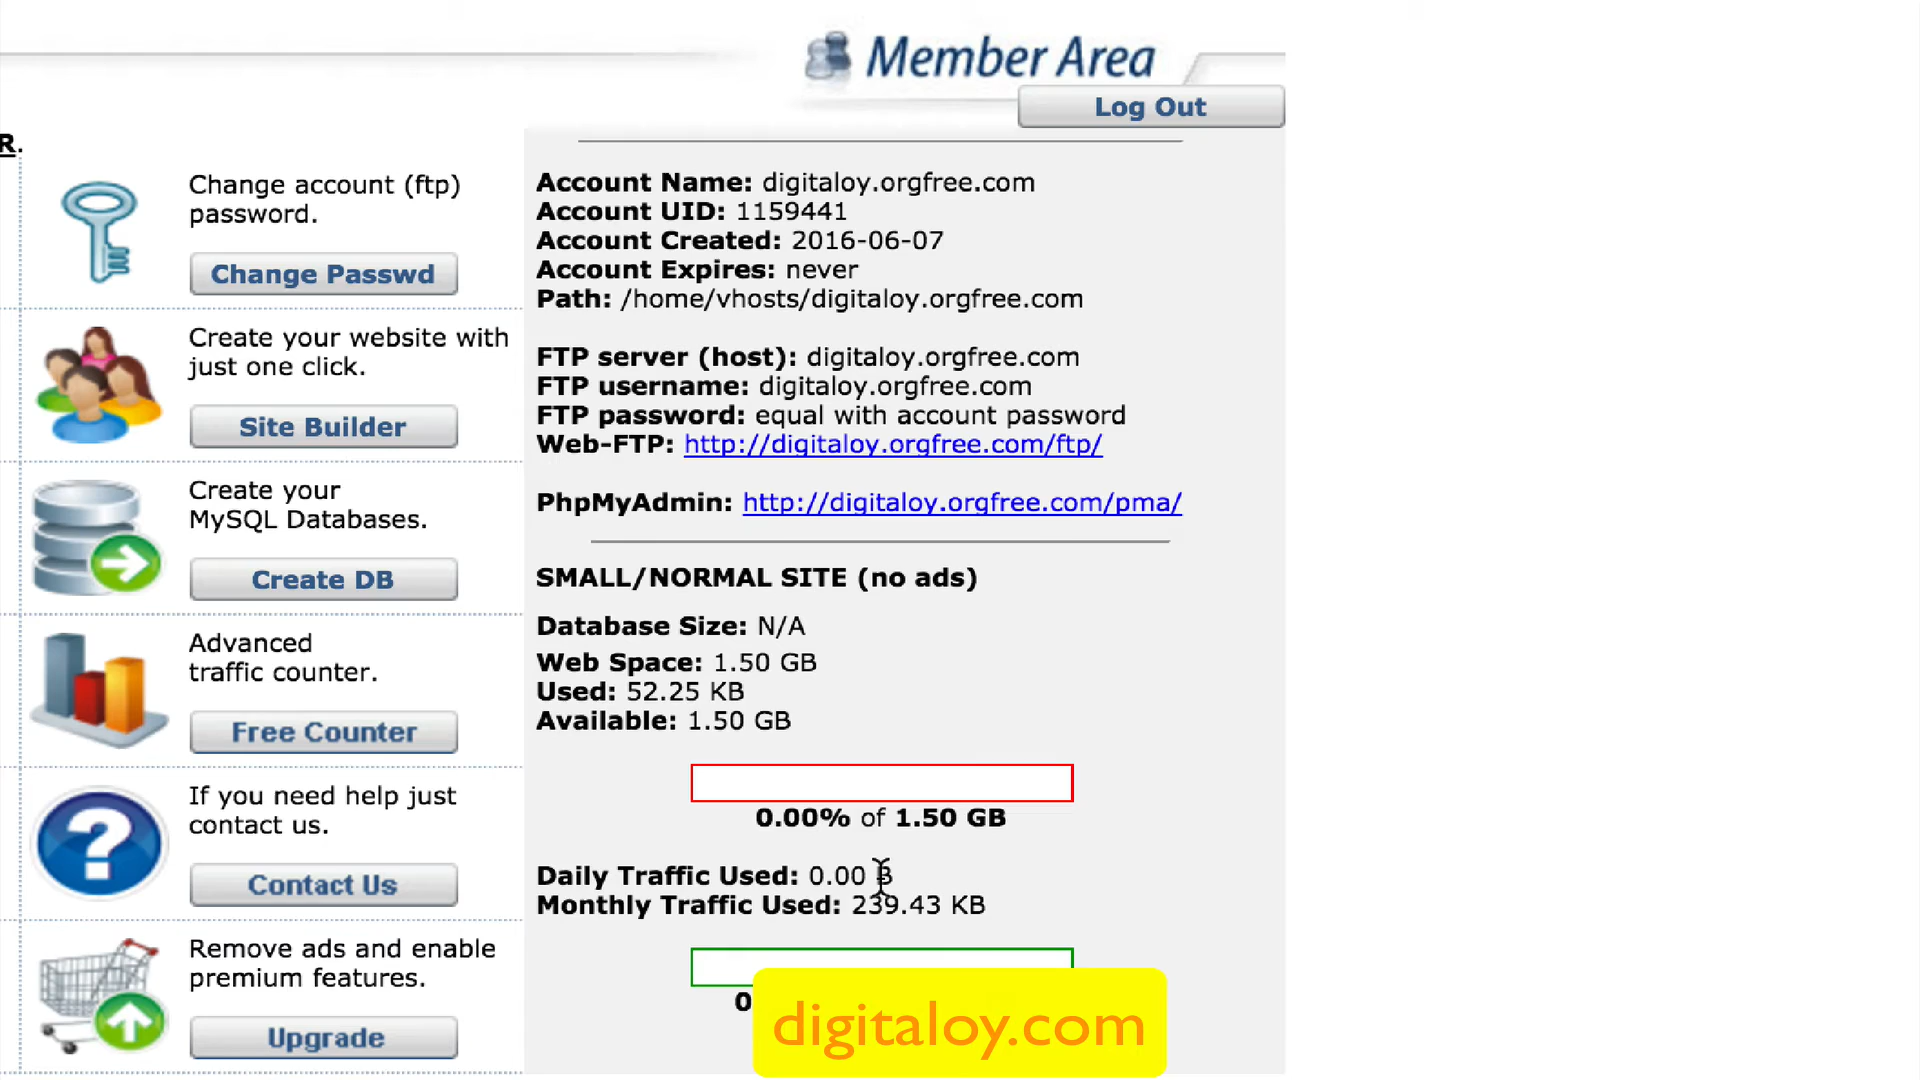 Member Area
Log Out
R.
Change account (ftp)
password.
Change Passwd
Create your website with
just one click.
Site Builder
Create your
MySQL Databases.
Create DB
Advanced
traffic counter.
Free Counter
If you need help just
contact us.
Contact Us
Remove ads and enable
premium features.
Upgrade
Account Name: digitaloy.orgfree.com
Account UID: 1159441
Account Created: 2016-06-07
Account Expires: never
Path: /home/vhosts/digitaloy.orgfree.com
FTP server (host): digitaloy.orgfree.com
FTP username: digitaloy.orgfree.com
FTP password: equal with account password
Web-FTP: http://digitaloy.orgfree.com/ftp/
PhpMyAdmin: http://digitaloy.orgfree.com/pma/
SMALL/NORMAL SITE (no ads)
Database Size: N/A
Web Space: 1.50 GB
Used: 52.25 KB
Available: 1.50 GB
0.00% of 1.50 GB
Daily Traffic Used: 0.00 B
Monthly Traffic Used: 239.43 KB
0
digitaloy.com